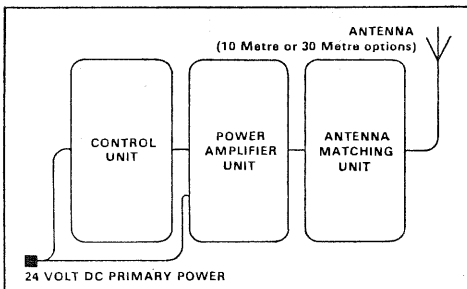 ANTENNA
(10 Metre or 30 Metre options)
CONTROL
UNIT
POWER
AMPLIFIER
UNIT
ANTENNA
MATCHING
UNIT
24 VOLT DC PRIMARY POWER